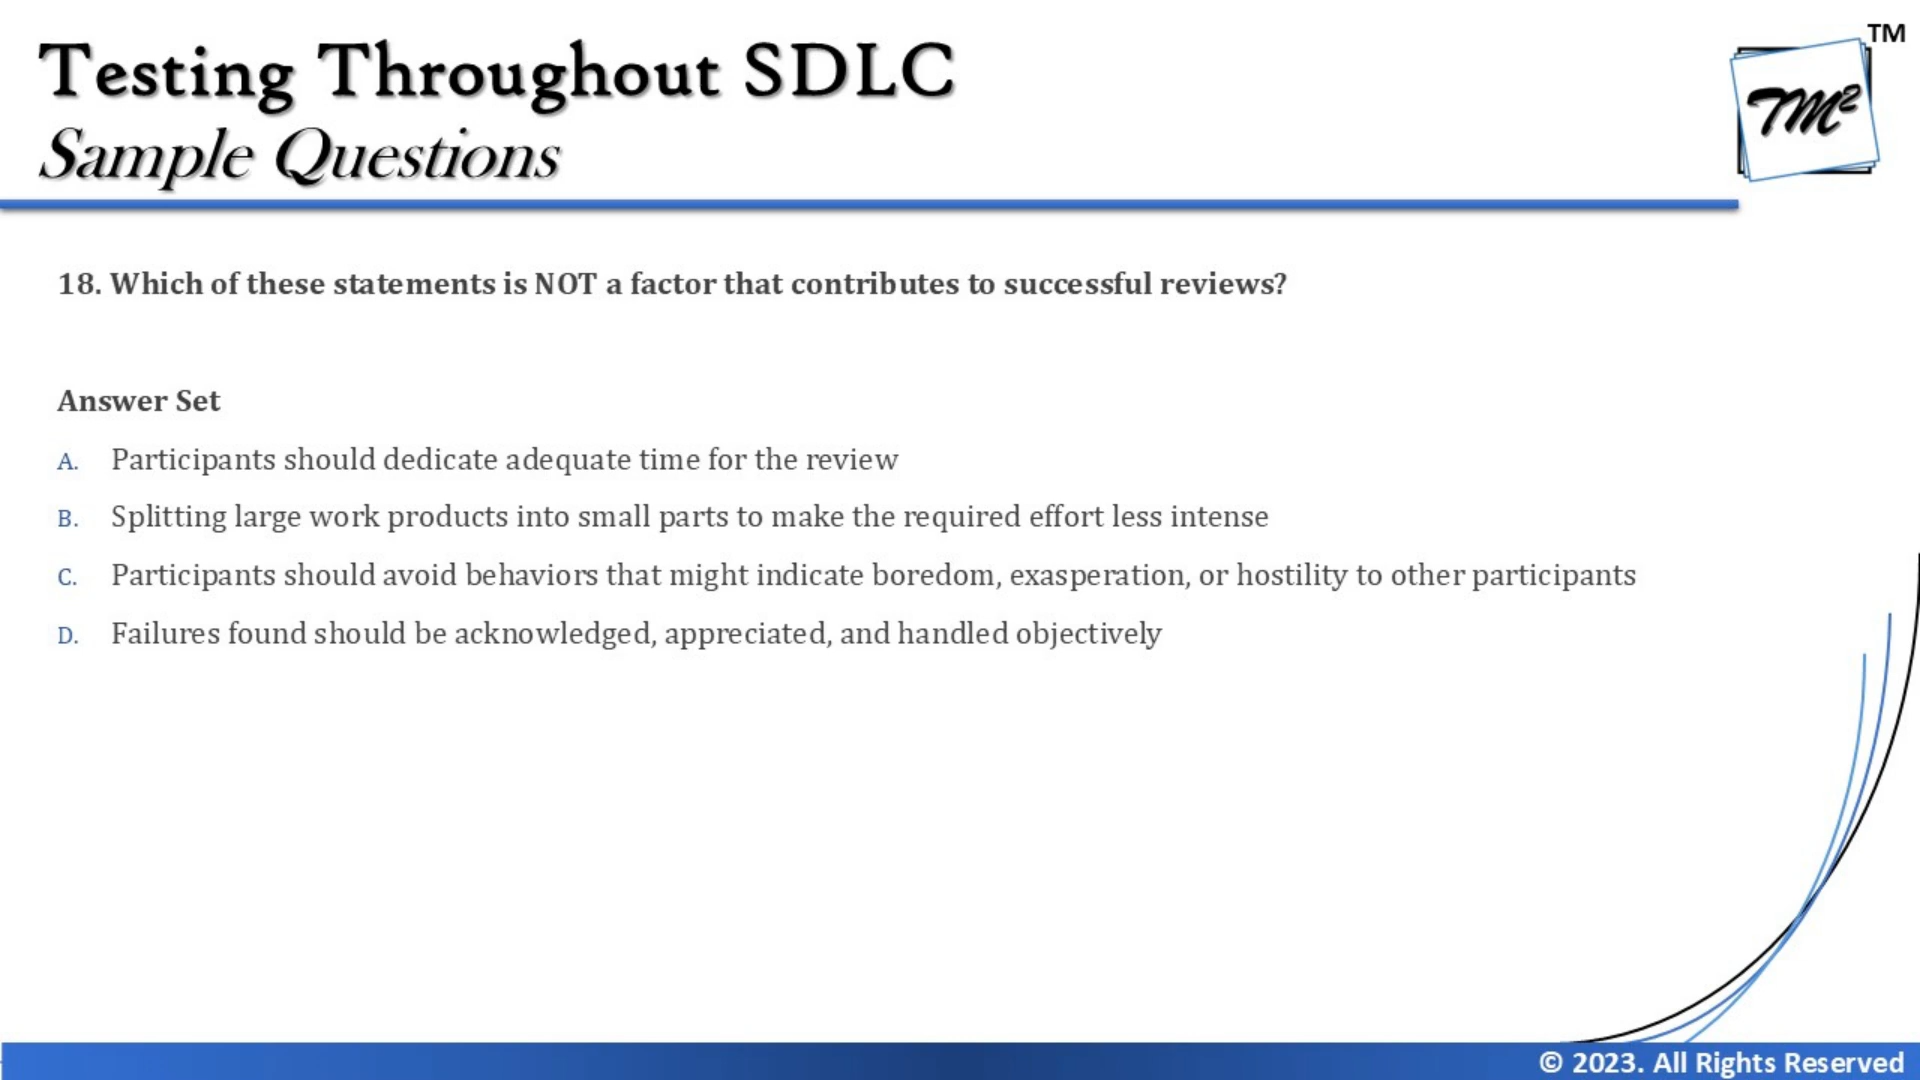 Testing Throughout SDLC
TM
Sample Questions
TM²
18. Which of these statements is NOT a factor that contributes to successful reviews?
Answer Set
A. Participants should dedicate adequate time for the review
B. Splitting large work products into small parts to make the required effort less intense
C. Participants should avoid behaviors that might indicate boredom, exasperation, or hostility to other participants
D. Failures found should be acknowledged, appreciated, and handled objectively
© 2023. All Rights Reserved